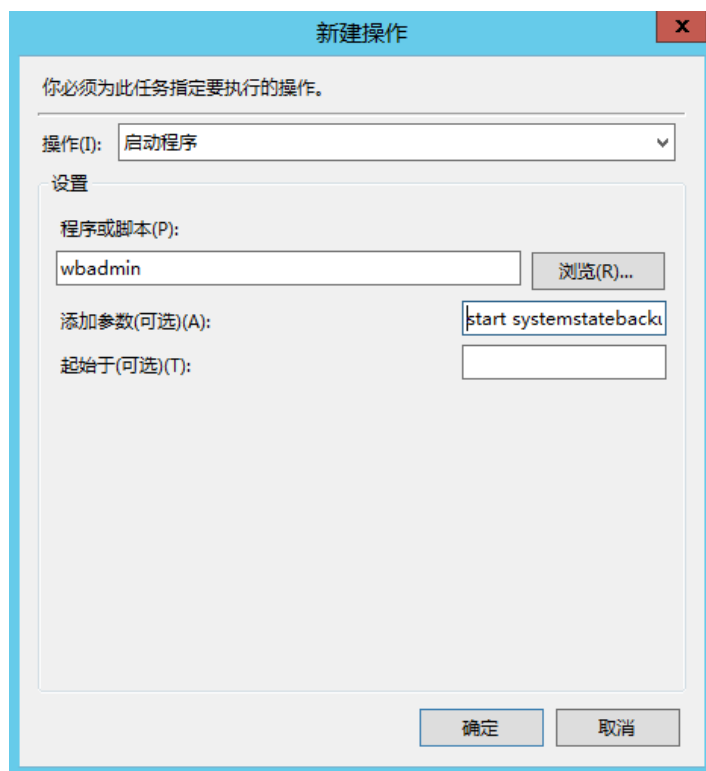 新建操作
x
你必须为此任务指定要执行的操作。
操作(I): 启动程序
设置
程序或脚本(P):
wbadmin 浏览(R)...
添加参数(可选)(A): start systemstateback
起始于(可选)(T):
确定 取消